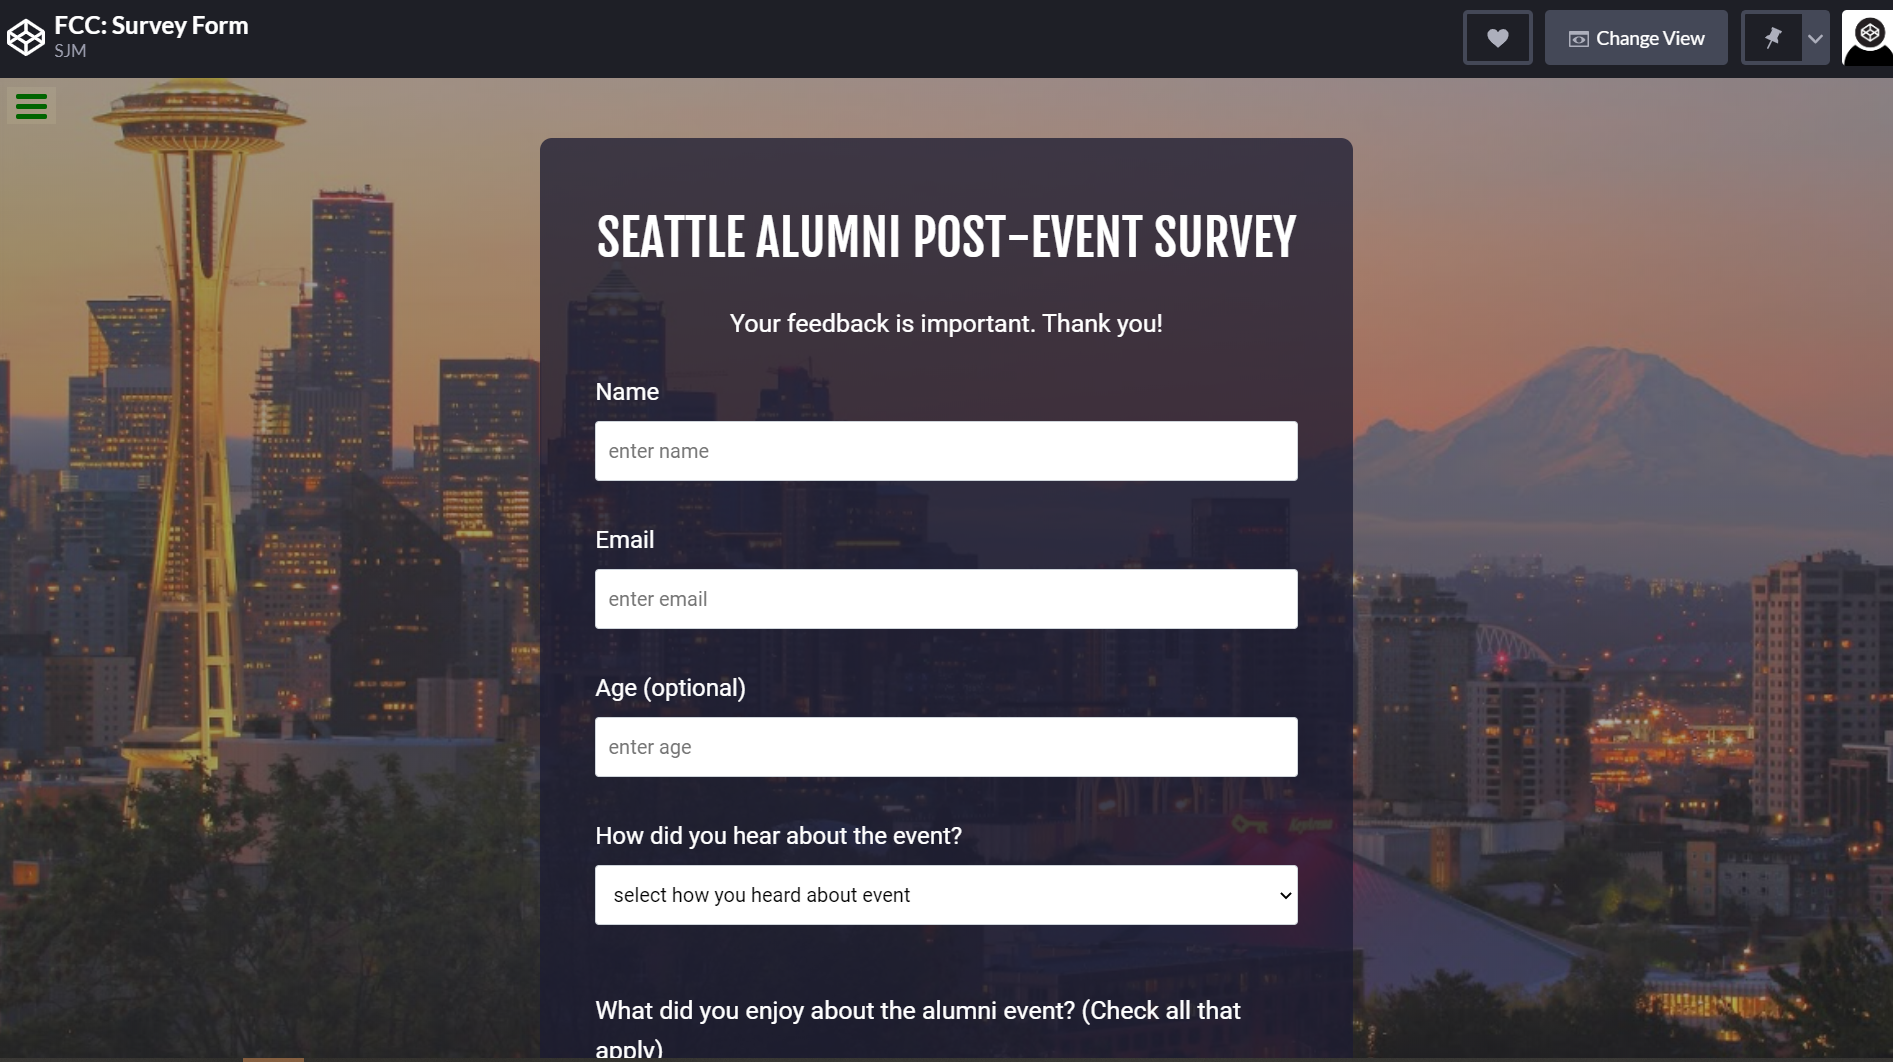 FCC: Survey Form
SJM
Change View
SEATTLE ALUMNI POST-EVENT SURVEY
Your feedback is important. Thank you!
Name
enter name
Email
enter email
Age (optional)
enter age
How did you hear about the event?
select how you heard about event
What did you enjoy about the alumni event? (Check all that
apply)